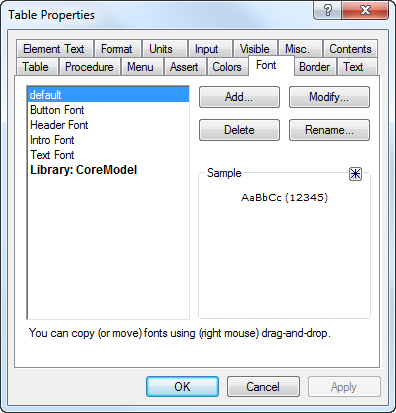 Table Properties
Element Text Format Units Input Visible Misc. Contents
Table Procedure Menu Assert Colors Font Border Text
default
Button Font
Header Font
Intro Font
Text Font
Library: CoreModel
Add... Modify...
Delete Rename...
Sample
AaBbCc (12345)
You can copy (or move) fonts using (right mouse) drag-and-drop.
OK Cancel Apply